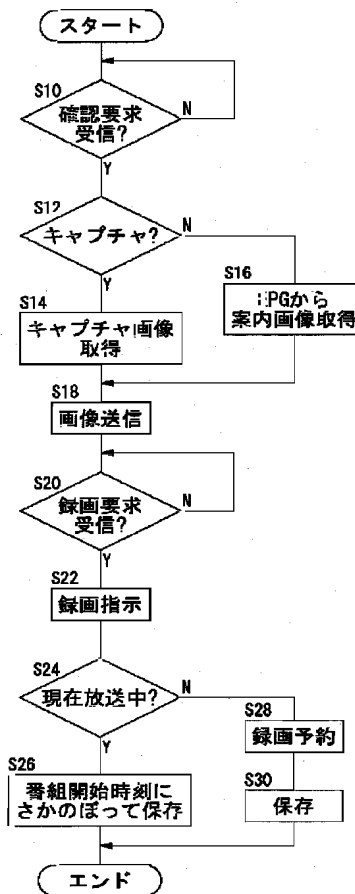 スタート
S10
確認要求
受信?
N
Y
S12
キャプチャ?
N
Y
S14
キャプチャ画像
取得
S16
EPGから
案内画像取得
S18
画像送信
S20
録画要求
受信?
N
Y
S22
録画指示
S24
現在放送中?
N
Y
S26
番組開始時刻に
さかのぼって保存
S28
録画予約
S30
保存
エンド